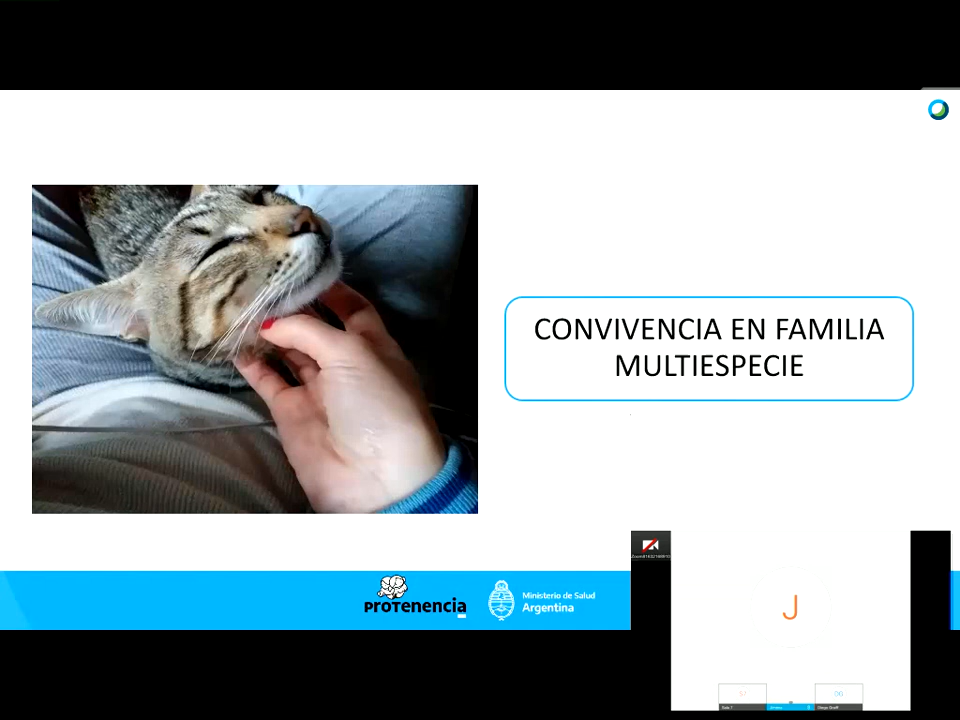 CONVIVENCIA EN FAMILIA
MULTIESPECIE
PROTenencia
Ministerio de Salud
Argentina
J